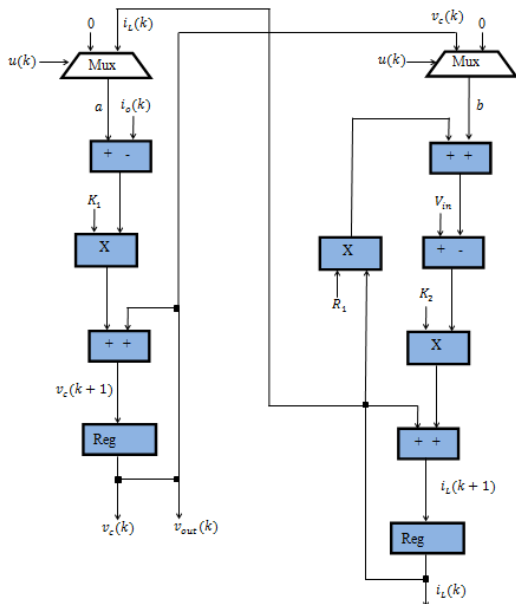 0 i_L(k)
u(k) Mux
a i_o(k)
+ -
K_1
X
+ +
v_c(k+1)
Reg
v_c(k) v_out(k)
v_c(k) 0
u(k) Mux
b
+ +
V_in
X + -
R_1 K_2
X
+ +
i_L(k+1)
Reg
i_L(k)